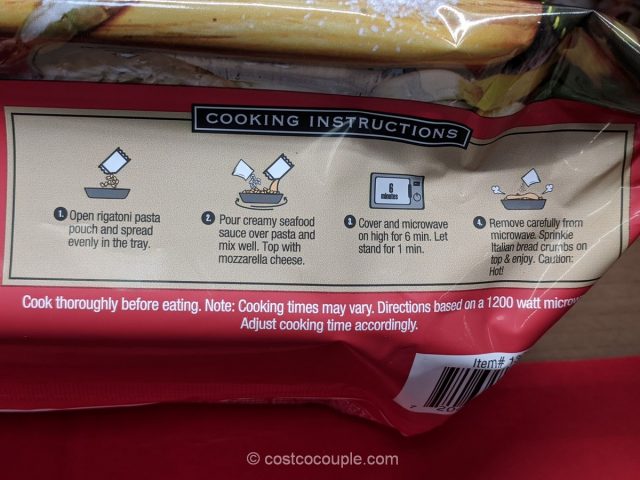 COOKING INSTRUCTIONS
1. Open rigatoni pasta
pouch and spread
evenly in the tray.
2. Pour creamy seafood
sauce over pasta and
mix well. Top with
mozzarella cheese.
6
minutes
3. Cover and microwave
on high for 6 min. Let
stand for 1 min.
4. Remove carefully from
microwave. Sprinkle
Italian bread crumbs on
top & enjoy. Caution:
Hot!
Cook thoroughly before eating. Note: Cooking times may vary. Directions based on a 1200 watt
Adjust cooking time accordingly.
Item#
© costcocouple.com